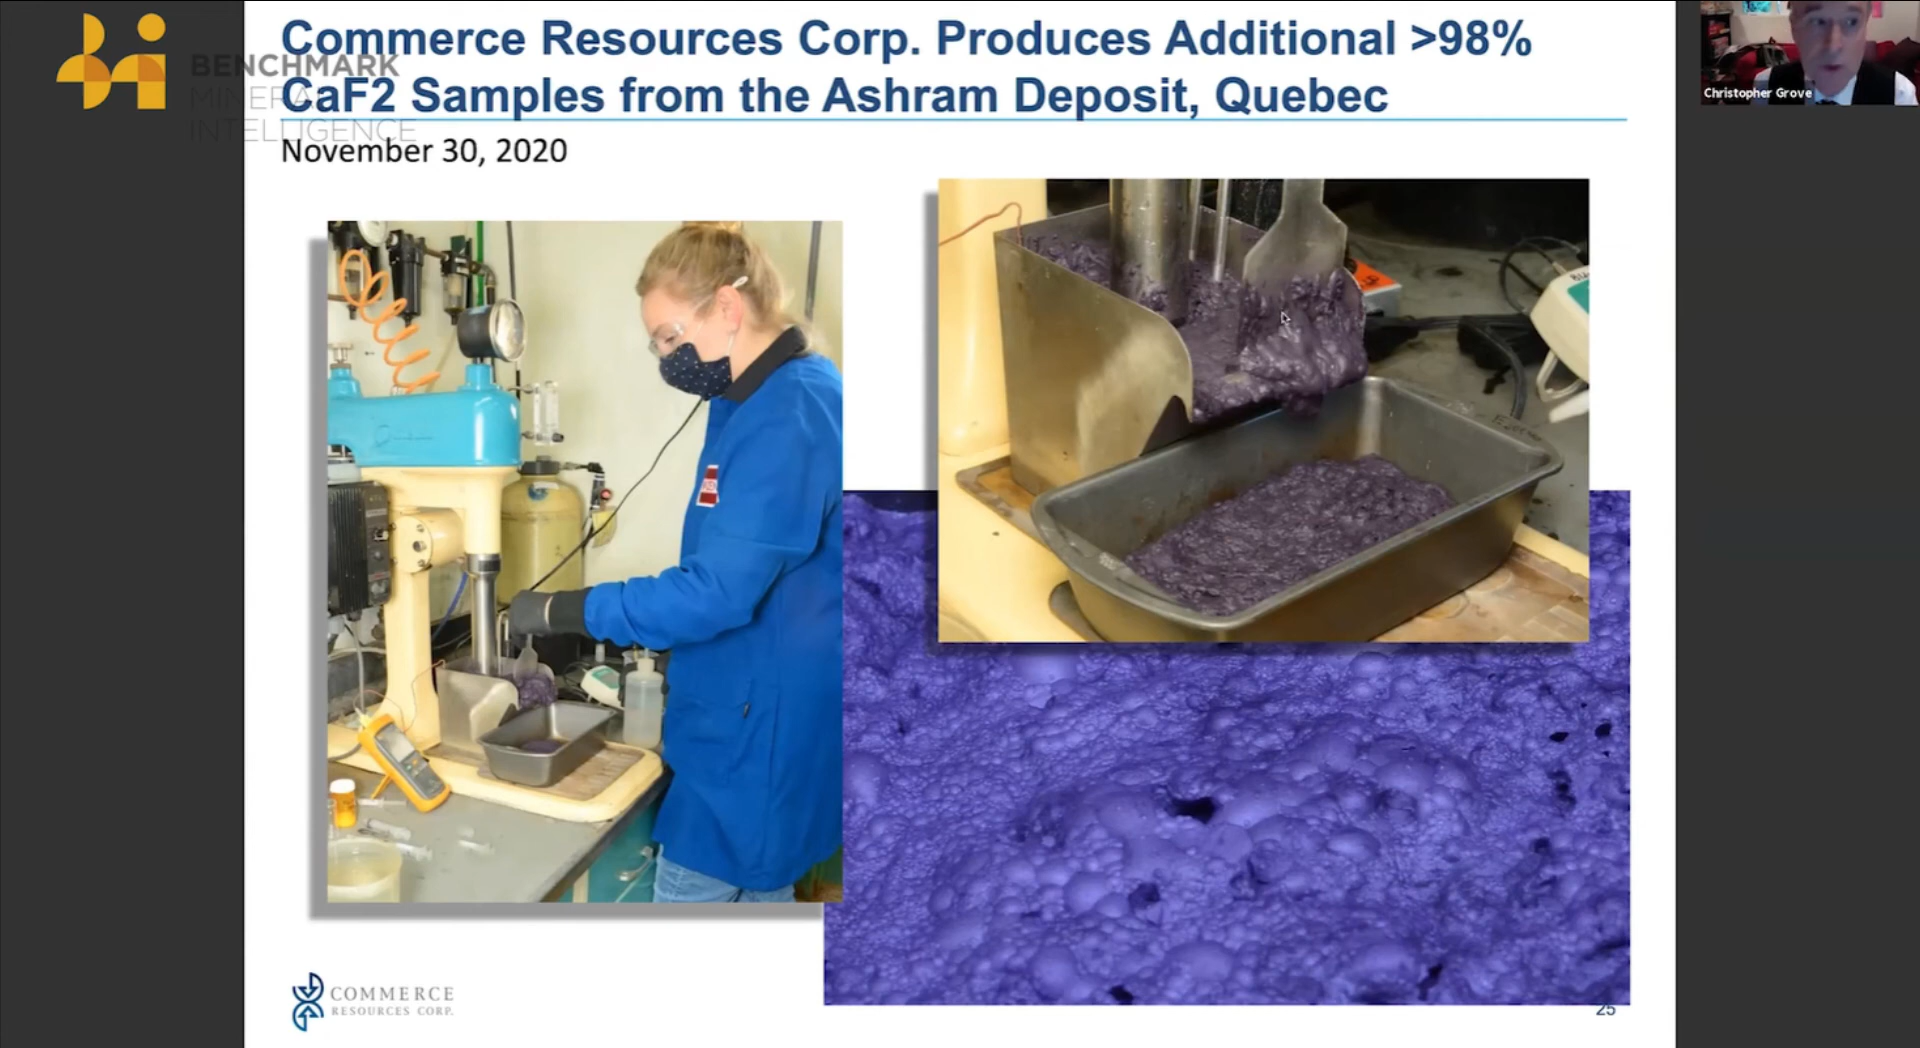 BENCHMARK
MINERAL
INTELLIGENCE
Commerce Resources Corp. Produces Additional >98%
CaF2 Samples from the Ashram Deposit, Quebec
November 30, 2020
Christopher Grove
COMMERCE
RESOURCES CORP.
25